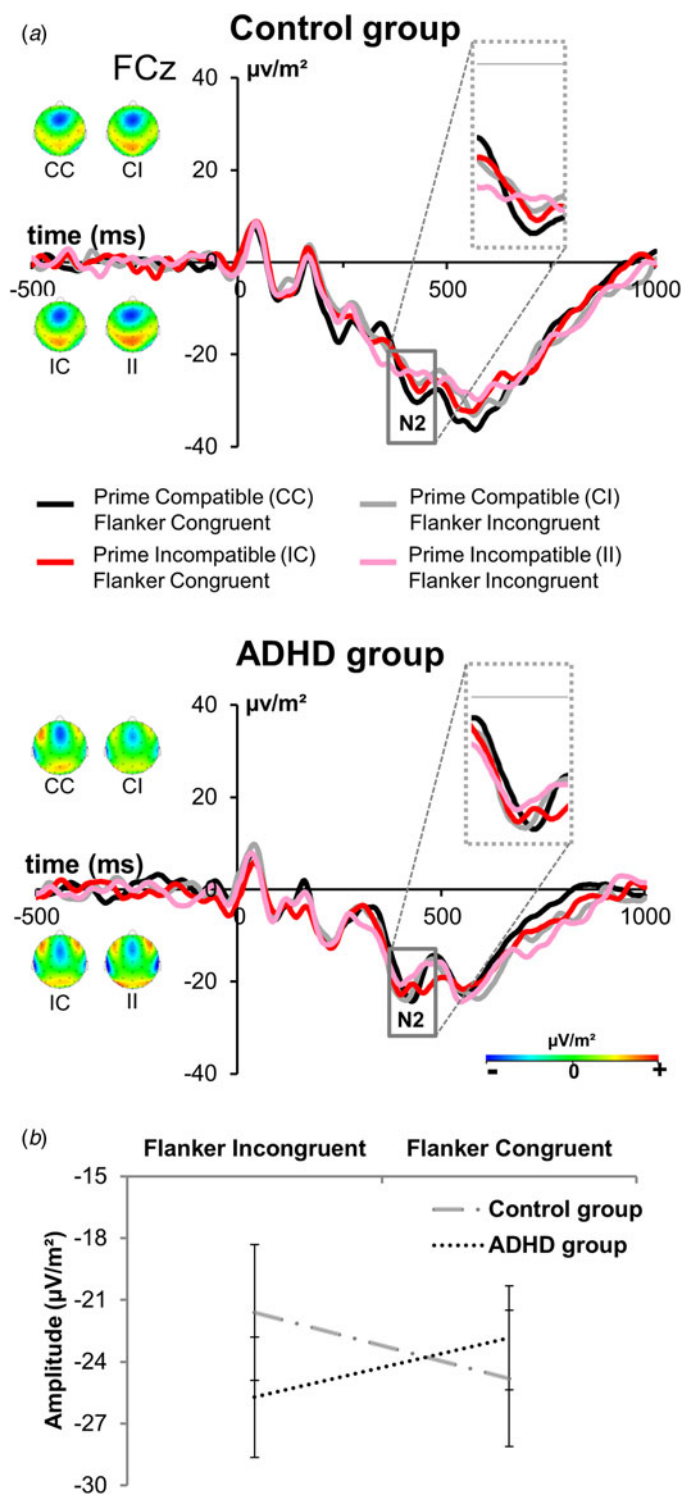 (a)
Control group
FCz
µv/m²
40
20
CC
CI
time (ms)
-500
0
500
1000
IC
II
-20
N2
-40
Prime Compatible (CC)
Flanker Congruent
Prime Compatible (CI)
Flanker Incongruent
Prime Incompatible (IC)
Flanker Congruent
Prime Incompatible (II)
Flanker Incongruent
ADHD group
40
µv/m²
20
CC
CI
time (ms)
-500
0
500
1000
IC
II
-20
N2
-40
µV/m²
- 0 +
(b)
Flanker Incongruent
Flanker Congruent
-15
-18
-21
-24
-27
-30
Amplitude (µV/m²)
Control group
ADHD group